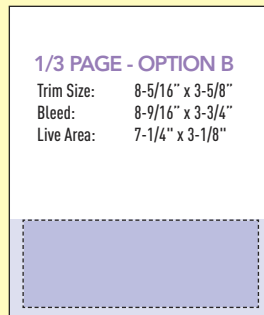 1/3 PAGE - OPTION B
Trim Size: 8-5/16” x 3-5/8”
Bleed: 8-9/16” x 3-3/4”
Live Area: 7-1/4" x 3-1/8"